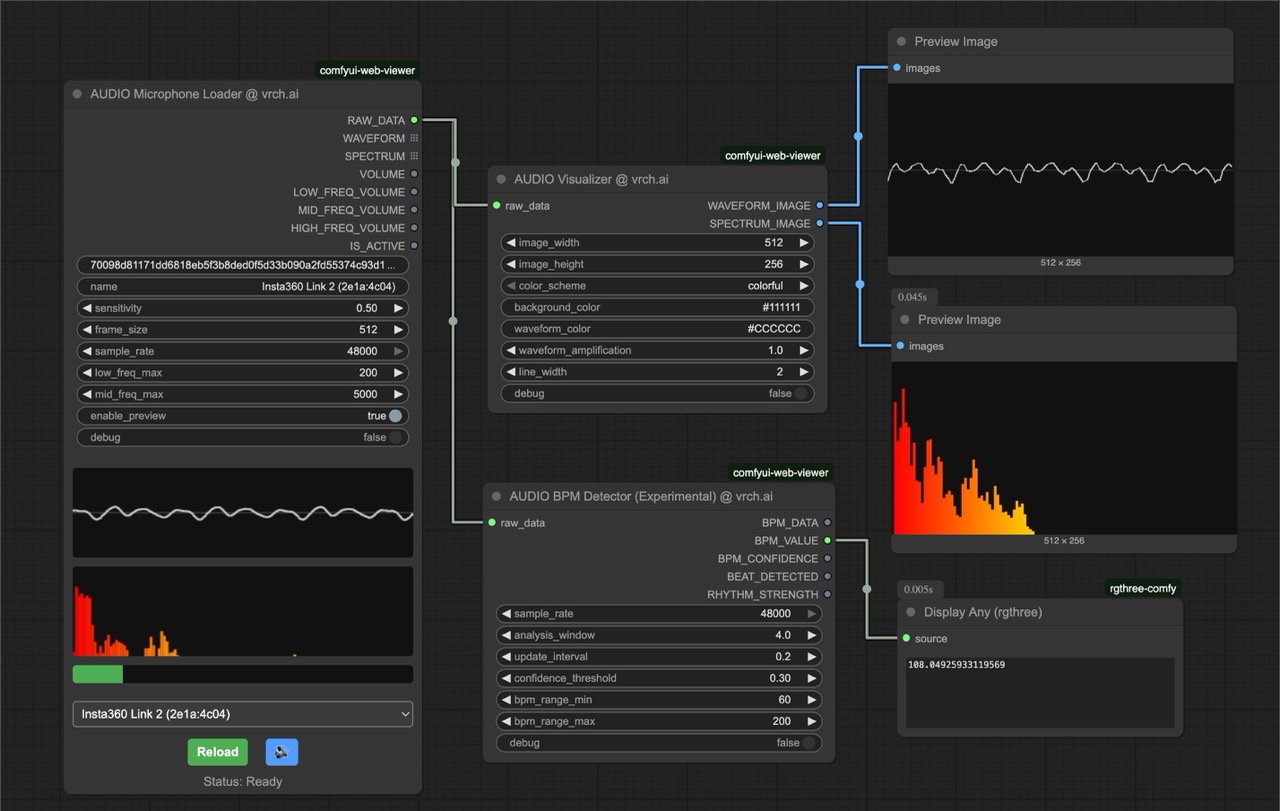 comfyui-web-viewer
AUDIO Microphone Loader @ vrch.ai
RAW_DATA
WAVEFORM
SPECTRUM
VOLUME
LOW_FREQ_VOLUME
MID_FREQ_VOLUME
HIGH_FREQ_VOLUME
IS_ACTIVE
70098d81171dd6818eb5f3b8ded0f5d33b090a2fd55374c93d1 ...
name Insta360 Link 2 (2e1a:4c04)
sensitivity 0.50
frame_size 512
sample_rate 48000
low_freq_max 200
mid_freq_max 5000
enable_preview true
debug false
Insta360 Link 2 (2e1a:4c04)
Reload
Status: Ready
comfyui-web-viewer
AUDIO Visualizer @ vrch.ai
raw_data WAVEFORM_IMAGE
SPECTRUM_IMAGE
image_width 512
image_height 256
color_scheme colorful
background_color #111111
waveform_color #CCCCCC
waveform_amplification 1.0
line_width 2
debug false
comfyui-web-viewer
AUDIO BPM Detector (Experimental) @ vrch.ai
raw_data BPM_DATA
BPM_VALUE
BPM_CONFIDENCE
BEAT_DETECTED
RHYTHM_STRENGTH
sample_rate 48000
analysis_window 4.0
update_interval 0.2
confidence_threshold 0.30
bpm_range_min 60
bpm_range_max 200
debug false
Preview Image
images
512 × 256
0.045s
Preview Image
images
512 × 256
0.005s rgthree-comfy
Display Any (rgthree)
source
108.04925933119569